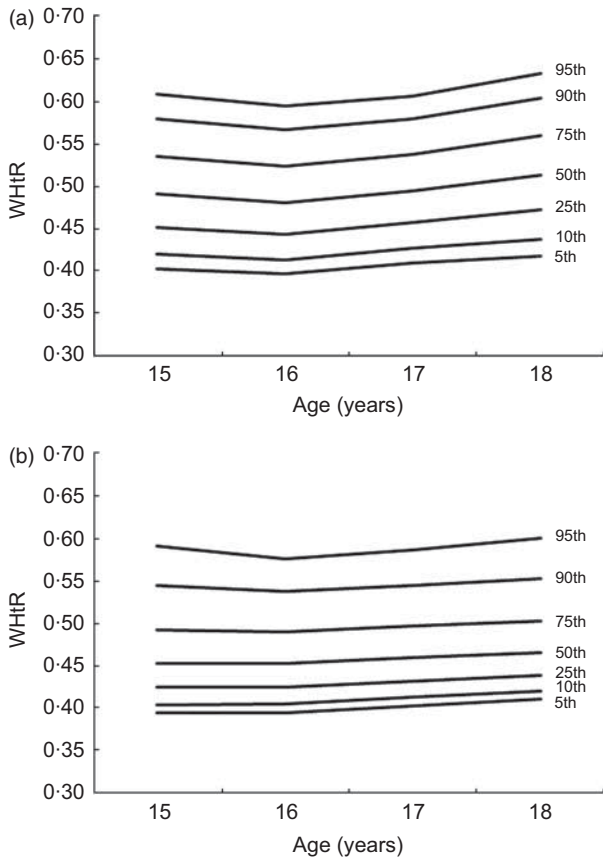 (a)
0·70
0·65
0·60
0·55
0·50
0·45
0·40
0·35
0·30
WHtR
95th
90th
75th
50th
25th
10th
5th
15 16 17 18
Age (years)
(b)
0·70
0·65
0·60
0·55
0·50
0·45
0·40
0·35
0·30
WHtR
95th
90th
75th
50th
25th
10th
5th
15 16 17 18
Age (years)